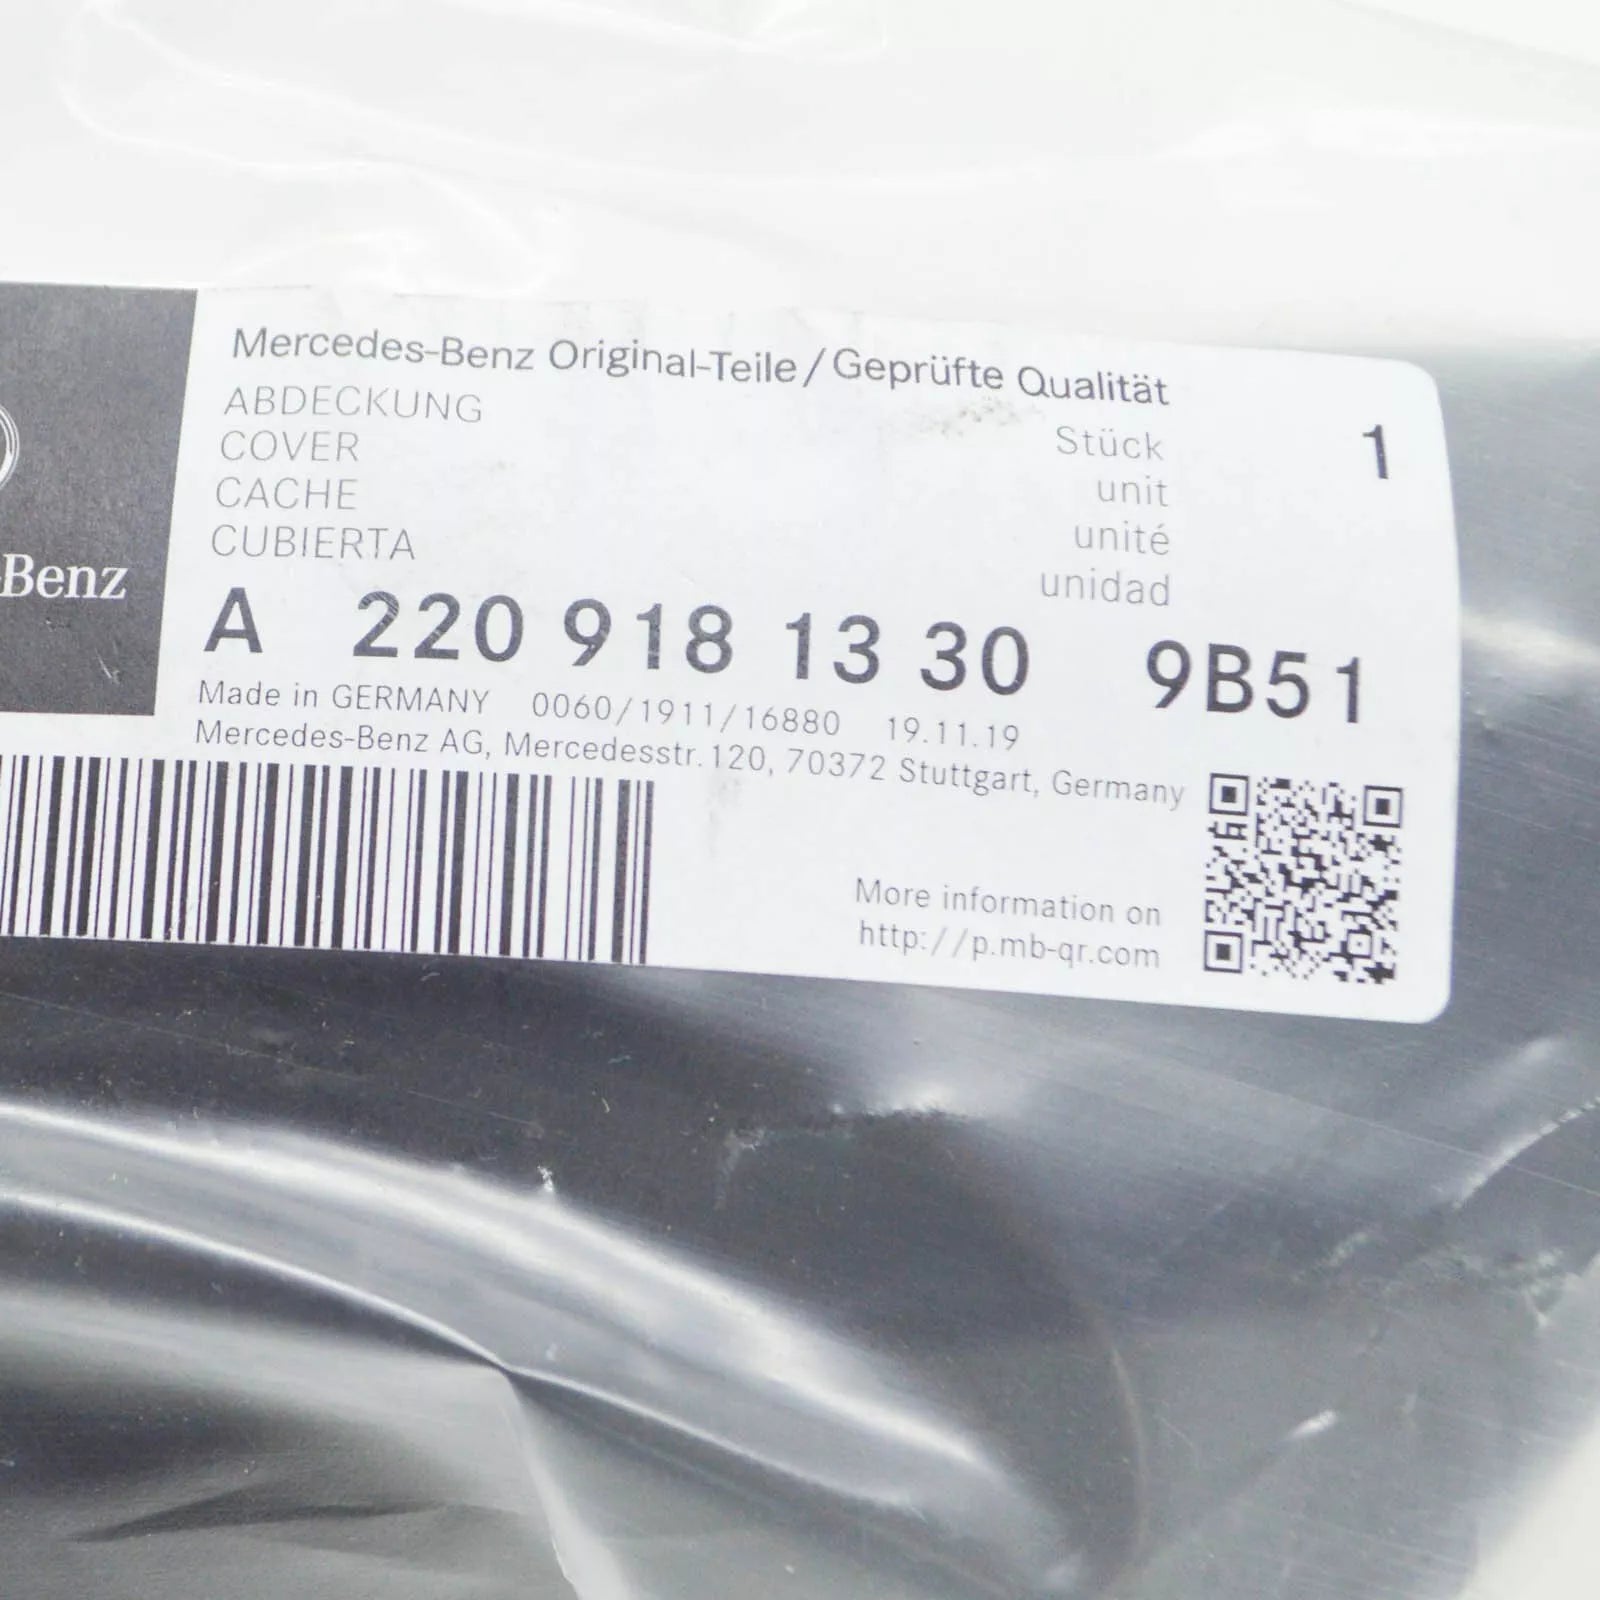 -Benz
Mercedes-Benz Original-Teile/Geprüfte Qualität
ABDECKUNG
COVER
CACHE
CUBIERTA
Stück 1
unit
unité
unidad
A 220 918 13 30 9B51
Made in GERMANY 0060/1911/16880 19.11.19
Mercedes-Benz AG, Mercedesstr. 120, 70372 Stuttgart, Germany
More information on
http://p.mb-qr.com